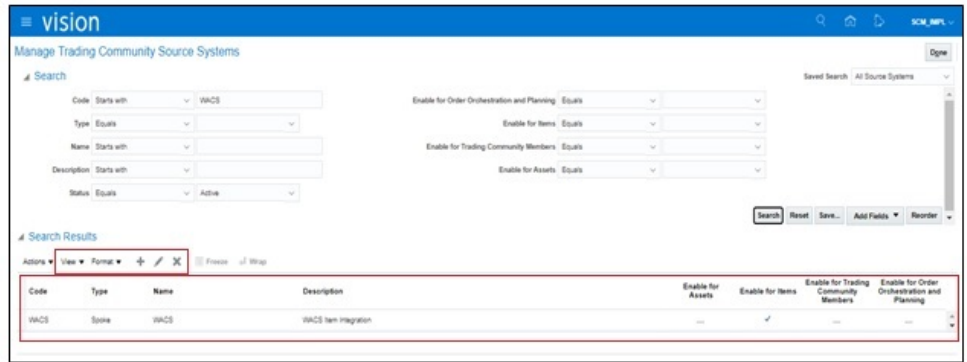 vision
SCM_IMPL
Manage Trading Community Source Systems
Done
Search
Saved Search All Source Systems
Code Starts with WACS
Enable for Order Orchestration and Planning Equals
Type Equals
Enable for Items Equals
Name Starts with
Enable for Trading Community Members Equals
Description Starts with
Enable for Assets Equals
Status Equals Active
Search Reset Save... Add Fields Reorder
Search Results
Actions View Format Freeze Wrap
Code Type Name Description Enable for Assets Enable for Items Enable for Trading Community Members Enable for Order Orchestration and Planning
WACS Spoke WACS WACS Item Integration